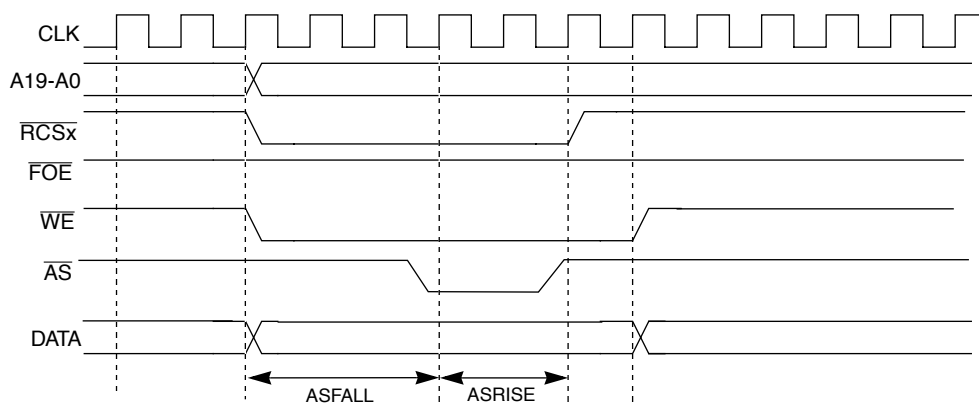 CLK
A19-A0
RCSx
FOE
WE
AS
DATA
ASFALL ASRISE